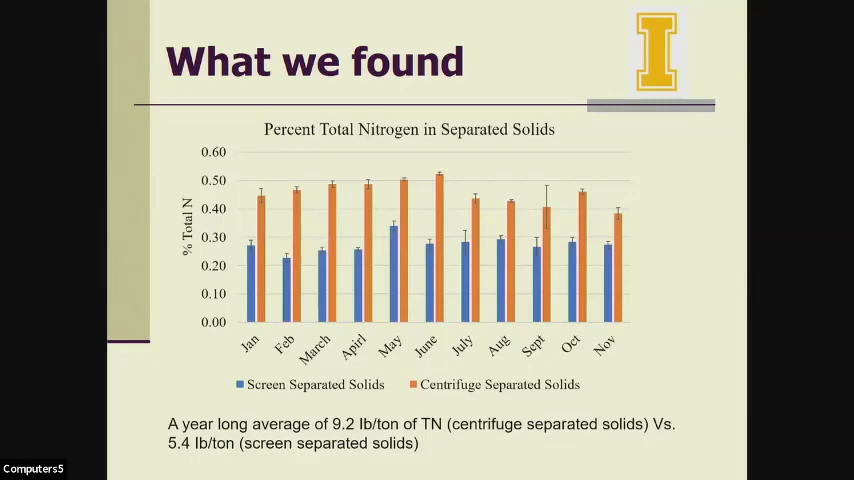 What we found
I
Percent Total Nitrogen in Separated Solids
0.60
0.50
0.40
0.30
0.20
0.10
0.00
% Total N
Jan Feb March Apirl May June July Aug Sept Oct Nov
Screen Separated Solids Centrifuge Separated Solids
A year long average of 9.2 lb/ton of TN (centrifuge separated solids) Vs.
5.4 lb/ton (screen separated solids)
Computers5